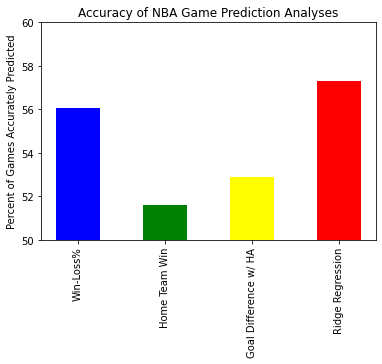 Accuracy of NBA Game Prediction Analyses
Percent of Games Accurately Predicted
60
58
56
54
52
50
Win-Loss%
Home Team Win
Goal Difference w/ HA
Ridge Regression